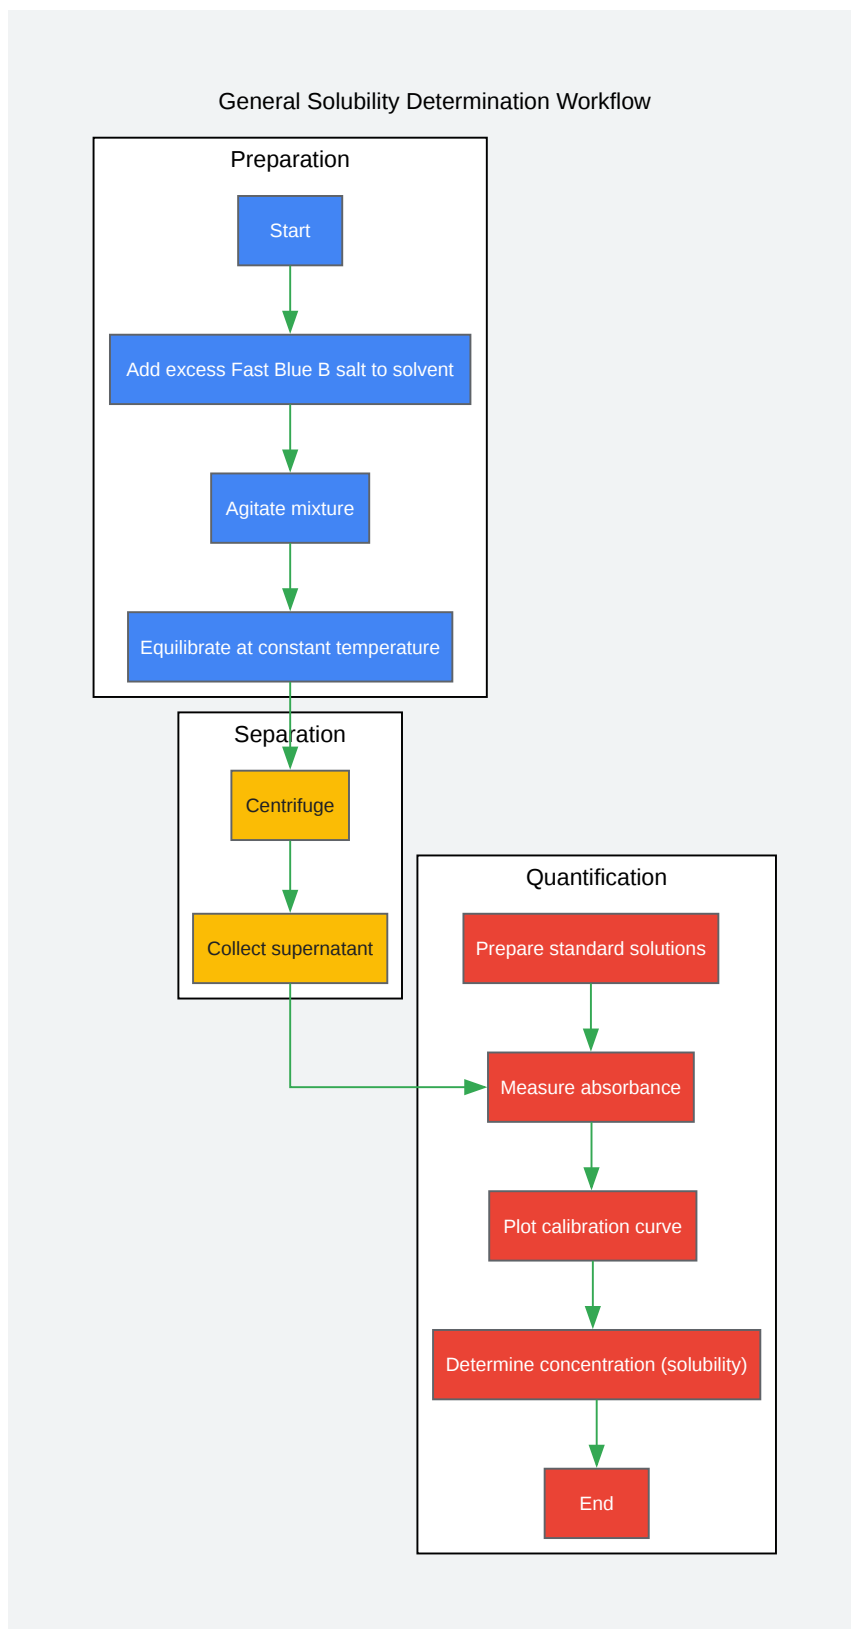 General Solubility Determination Workflow
Preparation
Start
Add excess Fast Blue B salt to solvent
Agitate mixture
Equilibrate at constant temperature
Separation
Centrifuge
Collect supernatant
Quantification
Prepare standard solutions
Measure absorbance
Plot calibration curve
Determine concentration (solubility)
End